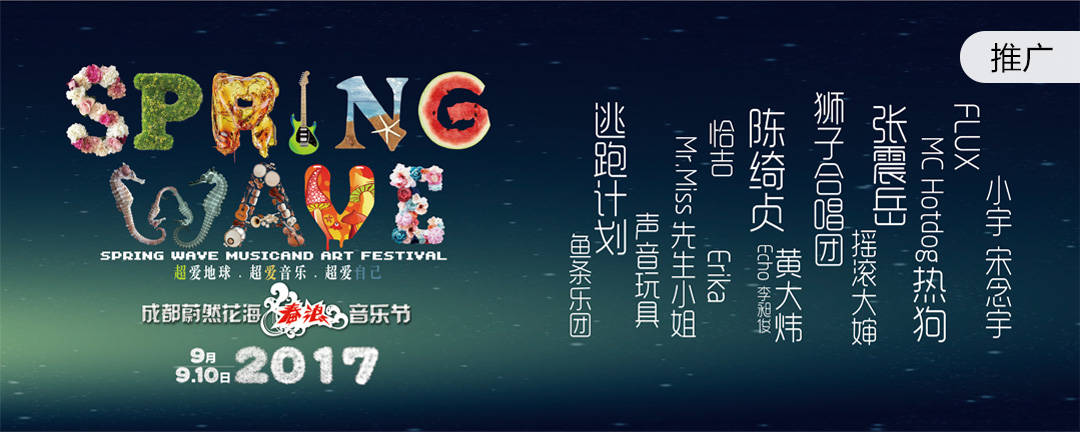 推广
SPRING
WAVE
SPRING WAVE MUSICAND ART FESTIVAL
超爱地球.超爱音乐.超爱自己
成都蔚然花海春浪音乐节
9月
9.10日
2017
小宇 宋念宇
FLUX
MC Hotdog 热狗
张震岳
摇滚大婶
狮子合唱团
陈绮贞
黄大炜
Echo 李昶俊
恰吉
Erika
Mr.Miss 先生小姐
声音玩具
逃跑计划
鱼条乐团